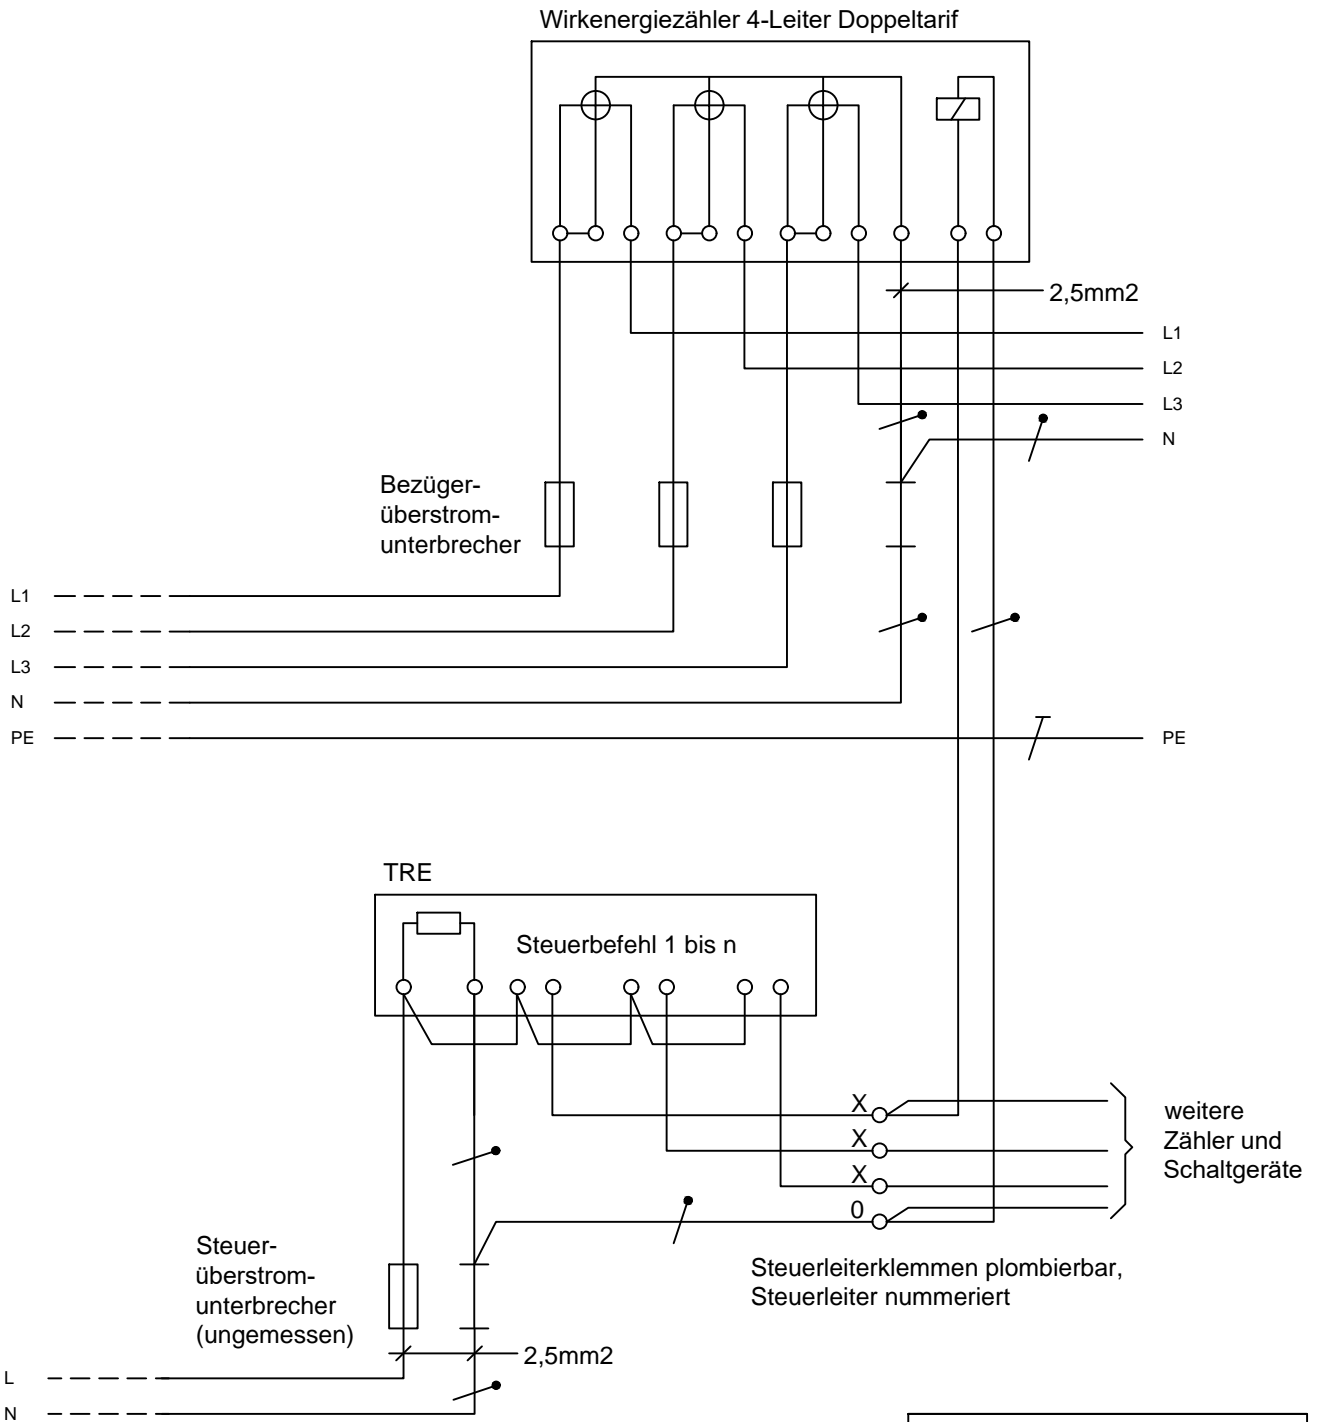 Wirkenergiezähler 4-Leiter Doppeltarif
2,5mm2
L1
L2
L3
N
Bezüger-
überstrom-
unterbrecher
L1
L2
L3
N
PE
PE
TRE
Steuerbefehl 1 bis n
X
X
X
0
weitere
Zähler und
Schaltgeräte
Steuer-
überstrom-
unterbrecher
(ungemessen)
Steuerleiterklemmen plombierbar,
Steuerleiter nummeriert
2,5mm2
L
N